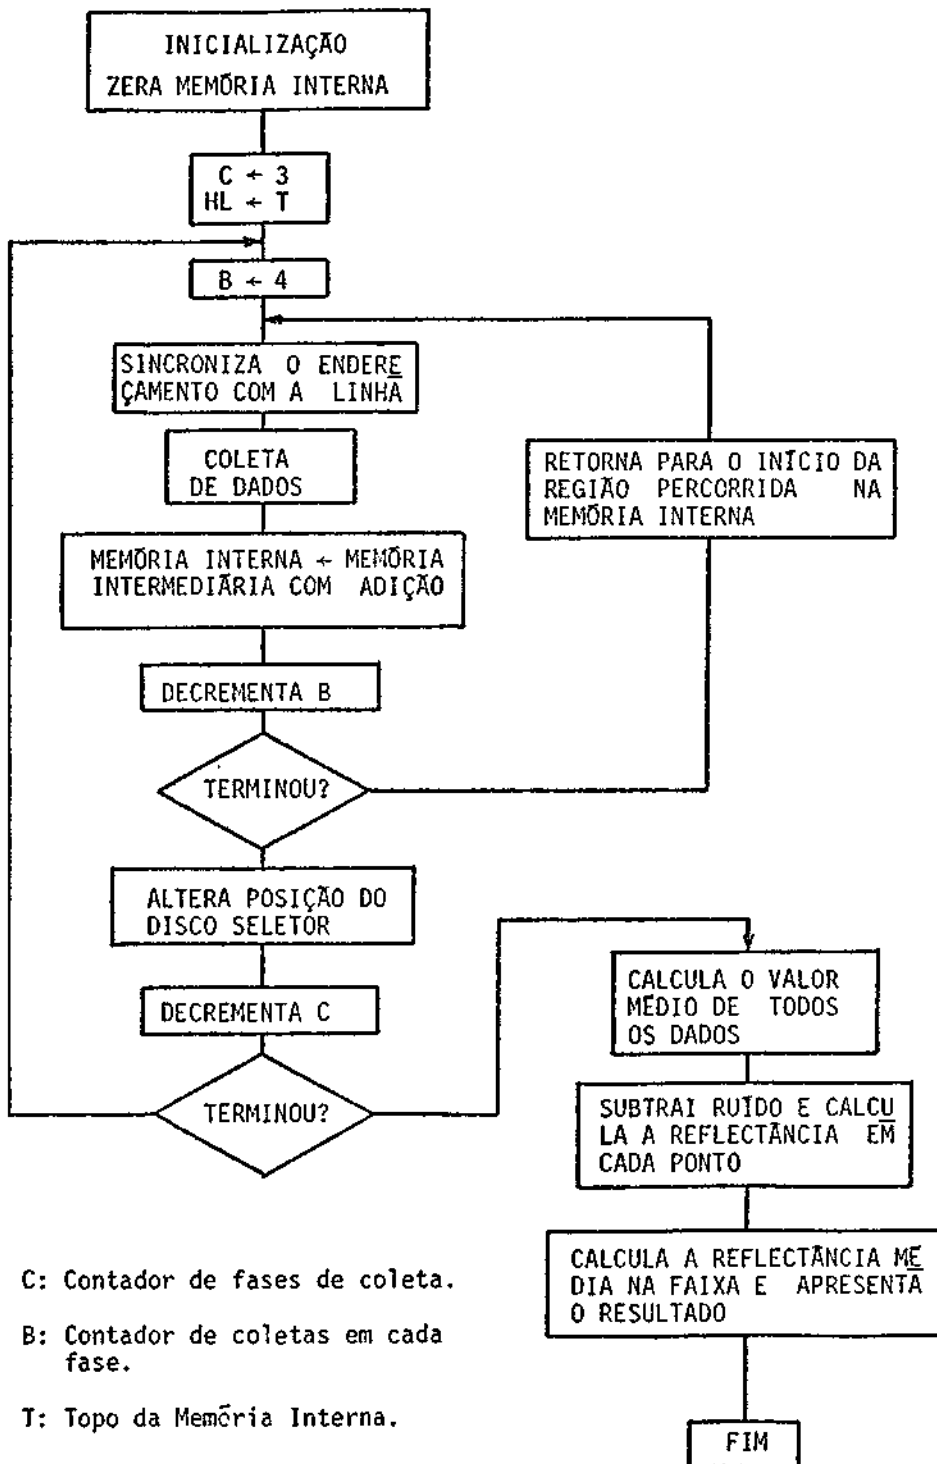 INICIALIZAÇÃO
ZERA MEMÓRIA INTERNA
C ← 3
HL ← T
B ← 4
SINCRONIZA O ENDERE
ÇAMENTO COM A LINHA
COLETA
DE DADOS
RETORNA PARA O INÍCIO DA
REGIÃO PERCORRIDA NA
MEMÓRIA INTERNA
MEMÓRIA INTERNA ← MEMÓRIA
INTERMEDIÁRIA COM ADIÇÃO
DECREMENTA B
TERMINOU?
ALTERA POSIÇÃO DO
DISCO SELETOR
DECREMENTA C
TERMINOU?
CALCULA O VALOR
MÉDIO DE TODOS
OS DADOS
SUBTRAI RUÍDO E CALCU
LA A REFLECTÂNCIA EM
CADA PONTO
CALCULA A REFLECTÂNCIA MÉ
DIA NA FAIXA E APRESENTA
O RESULTADO
FIM
C: Contador de fases de coleta.
B: Contador de coletas em cada
fase.
T: Topo da Memória Interna.